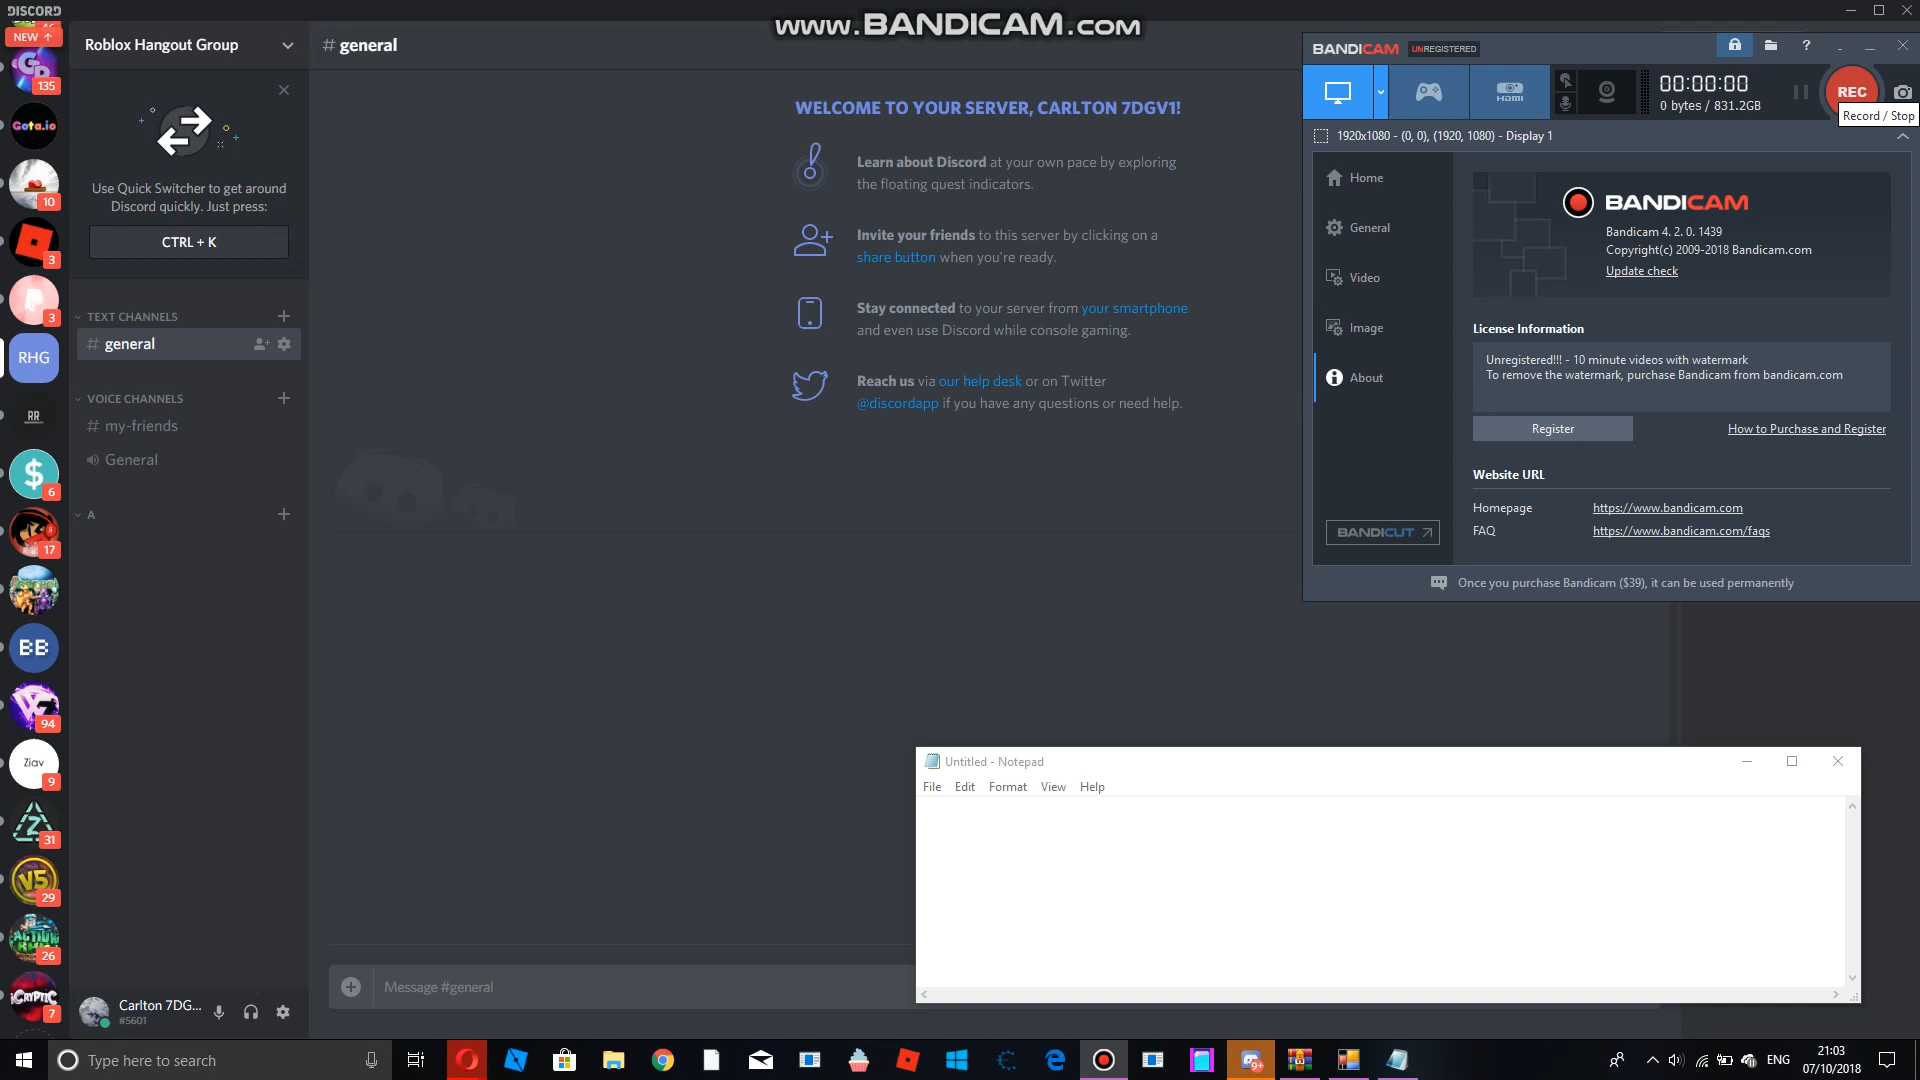 DISCORD
www.BANDICAM.com
NEW ↑
135
Gota.io
10
3
3
RHG
RR
6
17
BB
94
Ziav
9
31
V5
29
26
iCRYPTIC
7
Roblox Hangout Group
Use Quick Switcher to get around
Discord quickly. Just press:
CTRL + K
TEXT CHANNELS
# general
VOICE CHANNELS
# my-friends
General
A
Carlton 7DG...
#5601
# general
WELCOME TO YOUR SERVER, CARLTON 7DGV1!
Learn about Discord at your own pace by exploring
the floating quest indicators.
Invite your friends to this server by clicking on a
share button when you're ready.
Stay connected to your server from your smartphone
and even use Discord while console gaming.
Reach us via our help desk or on Twitter
@discordapp if you have any questions or need help.
Message #general
BANDICAM UNREGISTERED
?
HDMI
00:00:00
0 bytes / 831.2GB
REC
Record / Stop
1920x1080 - (0, 0), (1920, 1080) - Display 1
Home
General
Video
Image
About
BANDICUT
BANDICAM
Bandicam 4. 2. 0. 1439
Copyright(c) 2009-2018 Bandicam.com
Update check
License Information
Unregistered!!! - 10 minute videos with watermark
To remove the watermark, purchase Bandicam from bandicam.com
Register
How to Purchase and Register
Website URL
Homepage https://www.bandicam.com
FAQ https://www.bandicam.com/faqs
Once you purchase Bandicam ($39), it can be used permanently
Untitled - Notepad
File Edit Format View Help
Type here to search
9+
ENG
21:03
07/10/2018